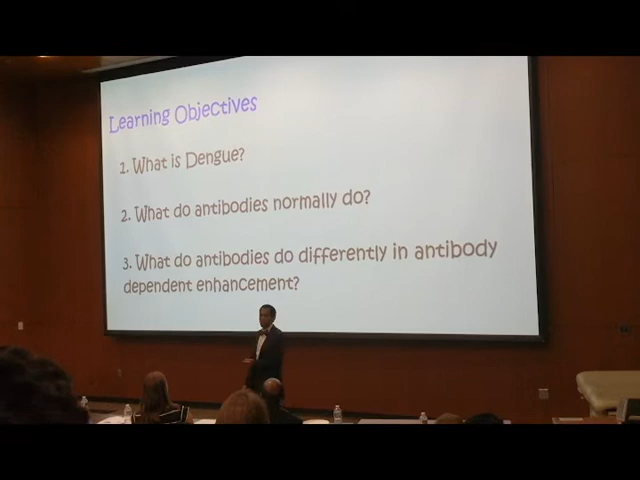 Learning Objectives
1. What is Dengue?
2. What do antibodies normally do?
3. What do antibodies do differently in antibody
dependent enhancement?